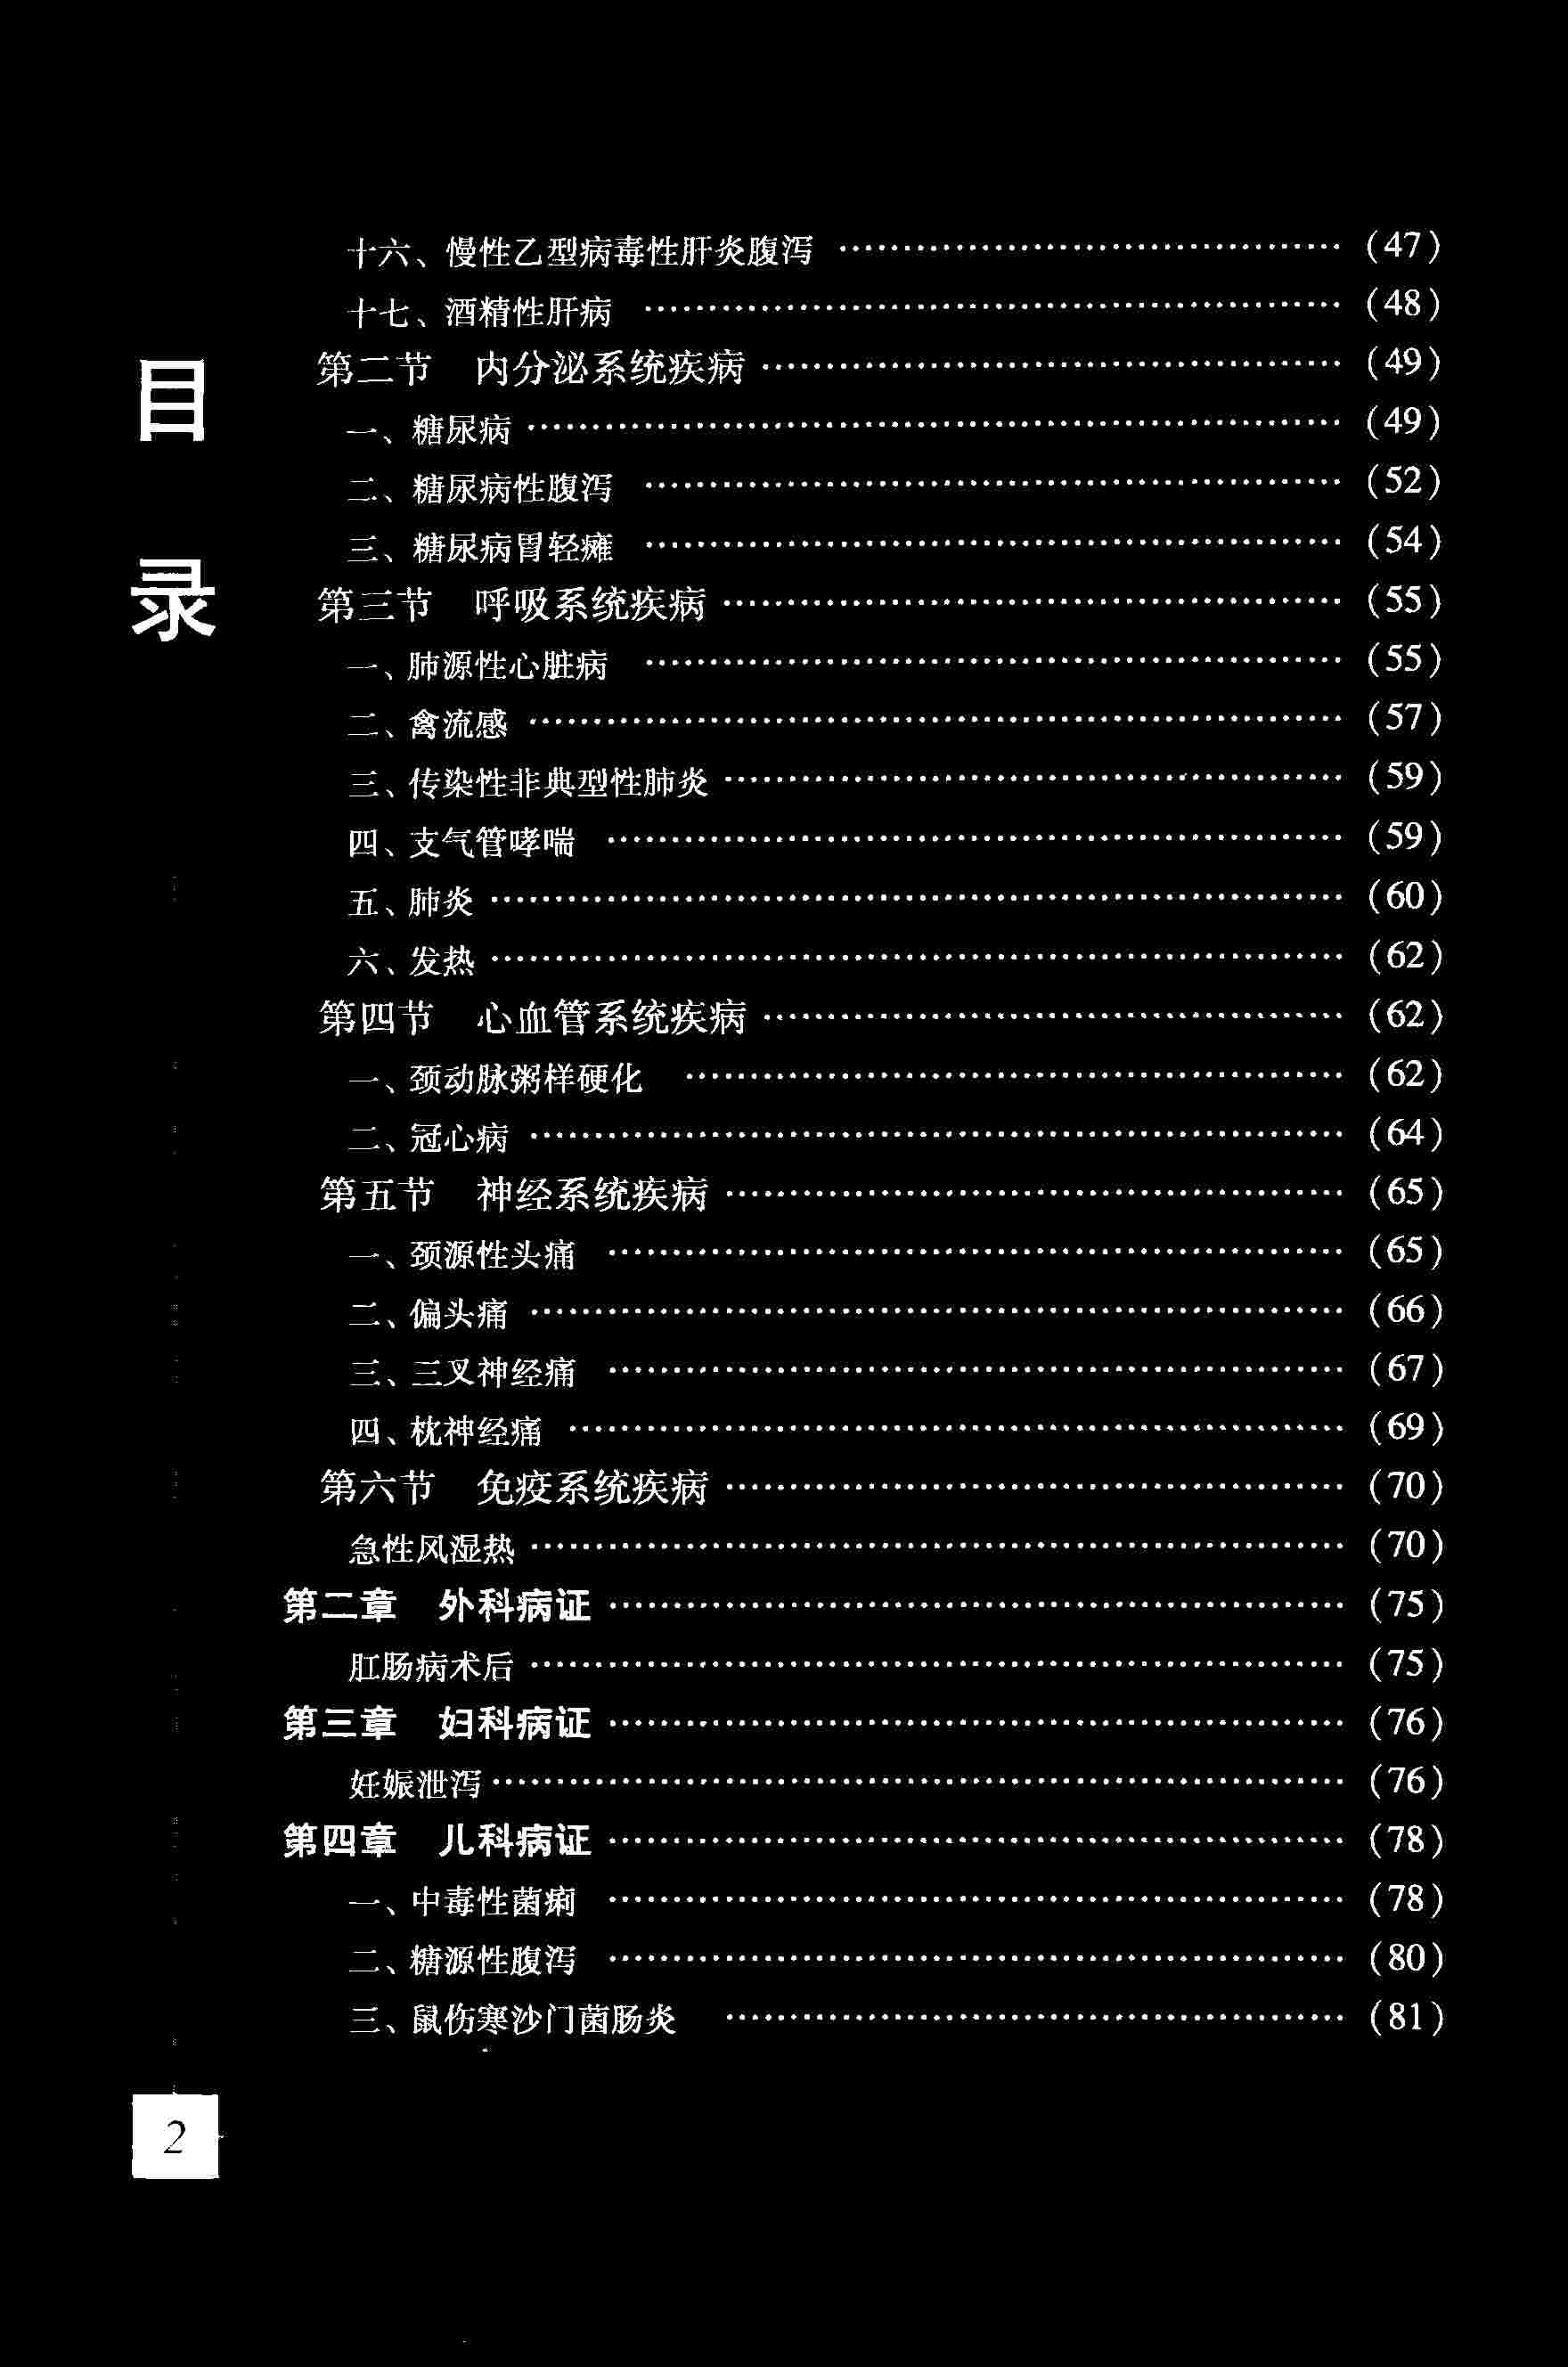 目录
十六、慢性乙型病毒性肝炎腹泻 …………………………… (47)
十七、酒精性肝病 …………………………… (48)
第二节 内分泌系统疾病 …………………………… (49)
一、糖尿病 …………………………… (49)
二、糖尿病性腹泻 …………………………… (52)
三、糖尿病胃轻瘫 …………………………… (54)
第三节 呼吸系统疾病 …………………………… (55)
一、肺源性心脏病 …………………………… (55)
二、禽流感 …………………………… (57)
三、传染性非典型性肺炎 …………………………… (59)
四、支气管哮喘 …………………………… (59)
五、肺炎 …………………………… (60)
六、发热 …………………………… (62)
第四节 心血管系统疾病 …………………………… (62)
一、颈动脉粥样硬化 …………………………… (62)
二、冠心病 …………………………… (64)
第五节 神经系统疾病 …………………………… (65)
一、颈源性头痛 …………………………… (65)
二、偏头痛 …………………………… (66)
三、三叉神经痛 …………………………… (67)
四、枕神经痛 …………………………… (69)
第六节 免疫系统疾病 …………………………… (70)
急性风湿热 …………………………… (70)
第二章 外科病证 …………………………… (75)
肛肠病术后 …………………………… (75)
第三章 妇科病证 …………………………… (76)
妊娠泄泻 …………………………… (76)
第四章 儿科病证 …………………………… (78)
一、中毒性菌痢 …………………………… (78)
二、糖源性腹泻 …………………………… (80)
三、鼠伤寒沙门菌肠炎 …………………………… (81)
2